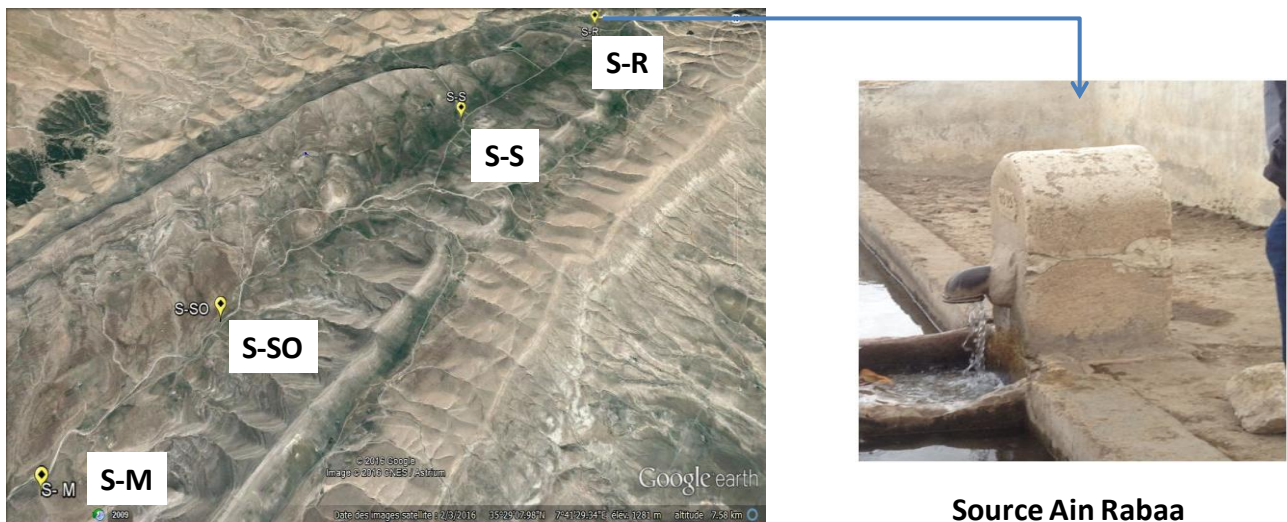 S-R
S-R
S-S
S-S
S-SO
S-SO
S- M
S-M
© 2016 Google
Image © 2016 CNES / Astrium
Google earth
2009
Date des images satellite : 2/3/2016 35°29'07.98"N 7°41'29.34"E élév. 1281 m altitude 7.58 km
Source Ain Rabaa